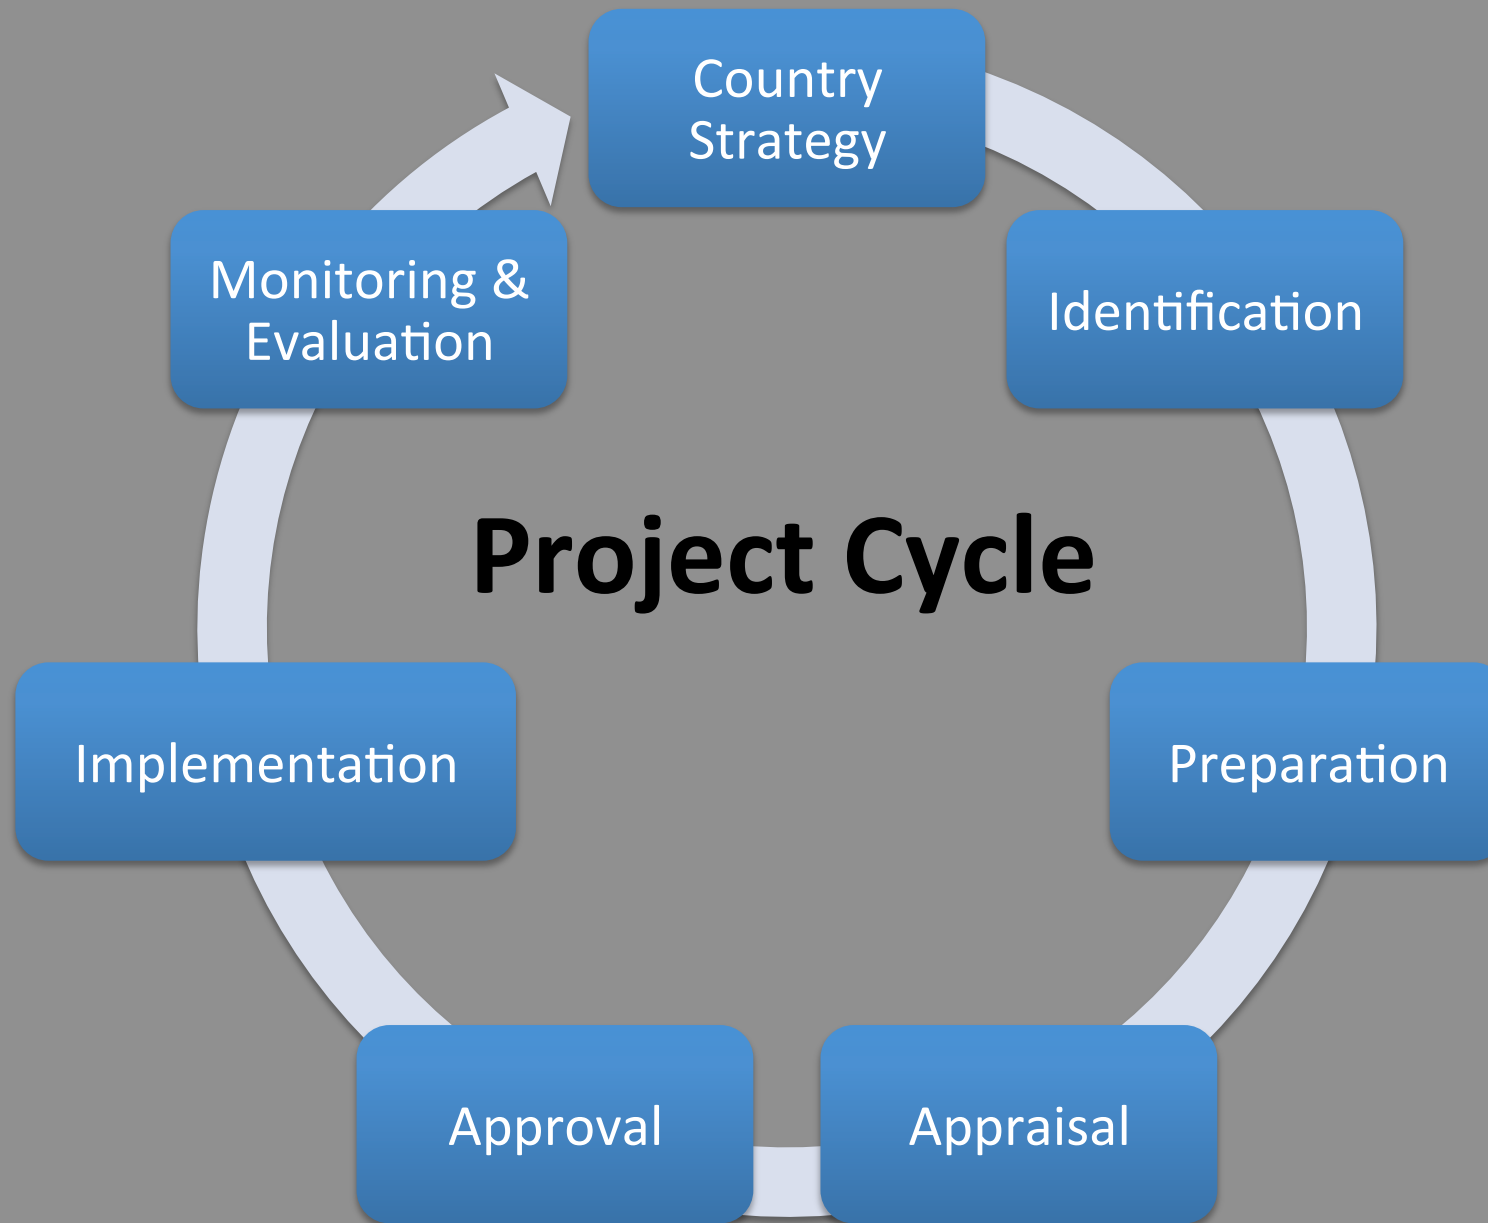 Country
Strategy
Identification
Preparation
Appraisal
Approval
Implementation
Monitoring &
Evaluation
Project Cycle